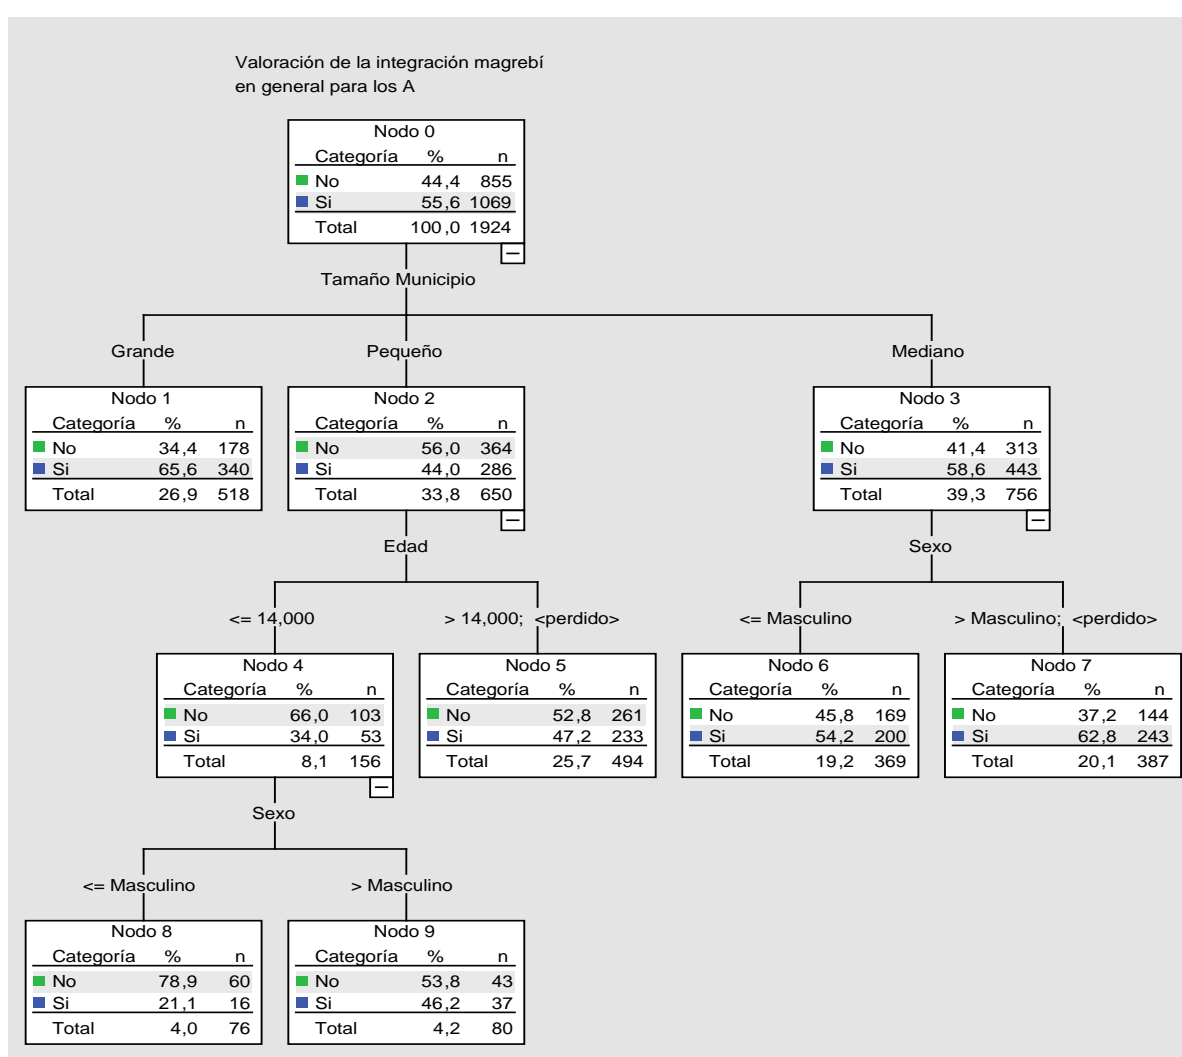 Valoración de la integración magrebí
en general para los A
Nodo 0
Categoría % n
No 44,4 855
Si 55,6 1069
Total 100,0 1924
Tamaño Municipio
Grande
Pequeño
Mediano
Nodo 1
Categoría % n
No 34,4 178
Si 65,6 340
Total 26,9 518
Nodo 2
Categoría % n
No 56,0 364
Si 44,0 286
Total 33,8 650
Nodo 3
Categoría % n
No 41,4 313
Si 58,6 443
Total 39,3 756
Edad
Sexo
<= 14,000
> 14,000; <perdido>
<= Masculino
> Masculino; <perdido>
Nodo 4
Categoría % n
No 66,0 103
Si 34,0 53
Total 8,1 156
Nodo 5
Categoría % n
No 52,8 261
Si 47,2 233
Total 25,7 494
Nodo 6
Categoría % n
No 45,8 169
Si 54,2 200
Total 19,2 369
Nodo 7
Categoría % n
No 37,2 144
Si 62,8 243
Total 20,1 387
Sexo
<= Masculino
> Masculino
Nodo 8
Categoría % n
No 78,9 60
Si 21,1 16
Total 4,0 76
Nodo 9
Categoría % n
No 53,8 43
Si 46,2 37
Total 4,2 80